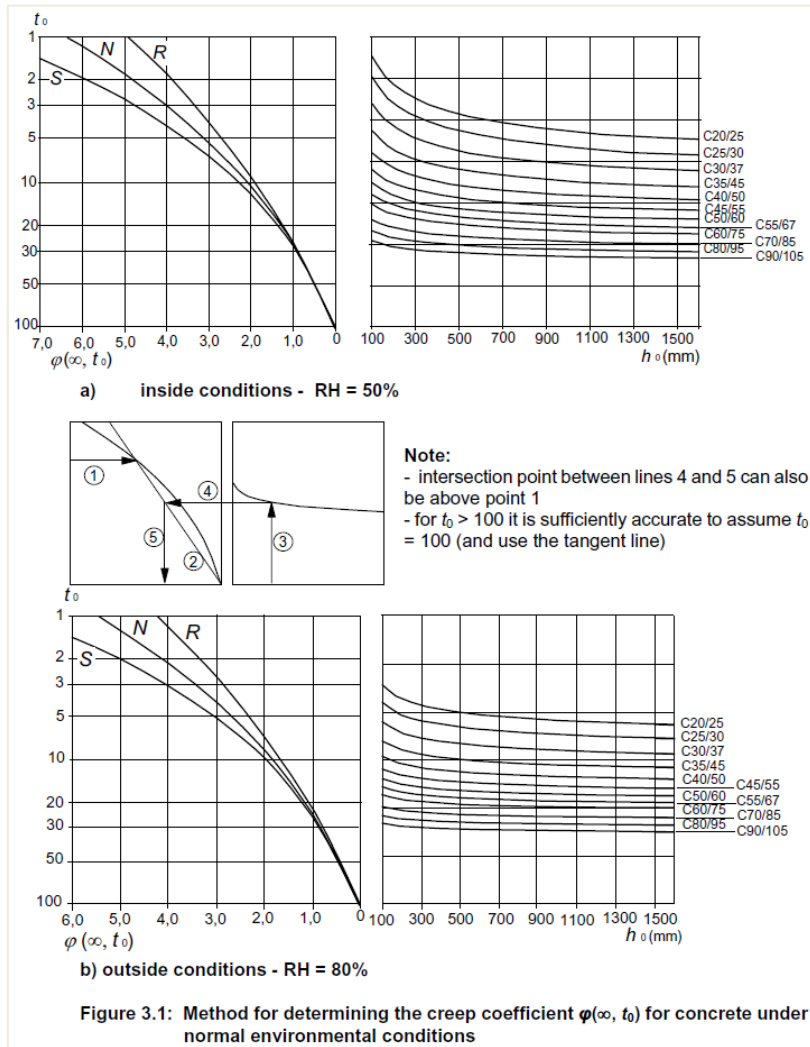 t 0
1
2
3
5
10
20
30
50
100
S
N
R
7,0 6,0 5,0 4,0 3,0 2,0 1,0 0
φ(∞, t 0)
C20/25
C25/30
C30/37
C35/45
C40/50
C45/55
C50/60
C55/67
C60/75
C70/85
C80/95
C90/105
100 300 500 700 900 1100 1300 1500
h 0 (mm)
a) inside conditions - RH = 50%
1
2
3
4
5
Note:
- intersection point between lines 4 and 5 can also
be above point 1
- for t0 > 100 it is sufficiently accurate to assume t0
= 100 (and use the tangent line)
t 0
1
2
3
5
10
20
30
50
100
S
N
R
6,0 5,0 4,0 3,0 2,0 1,0 0
φ (∞, t 0)
C20/25
C25/30
C30/37
C35/45
C40/50
C45/55
C50/60
C55/67
C60/75
C70/85
C80/95
C90/105
100 300 500 700 900 1100 1300 1500
h 0 (mm)
b) outside conditions - RH = 80%
Figure 3.1: Method for determining the creep coefficient φ(∞, t0) for concrete under
normal environmental conditions